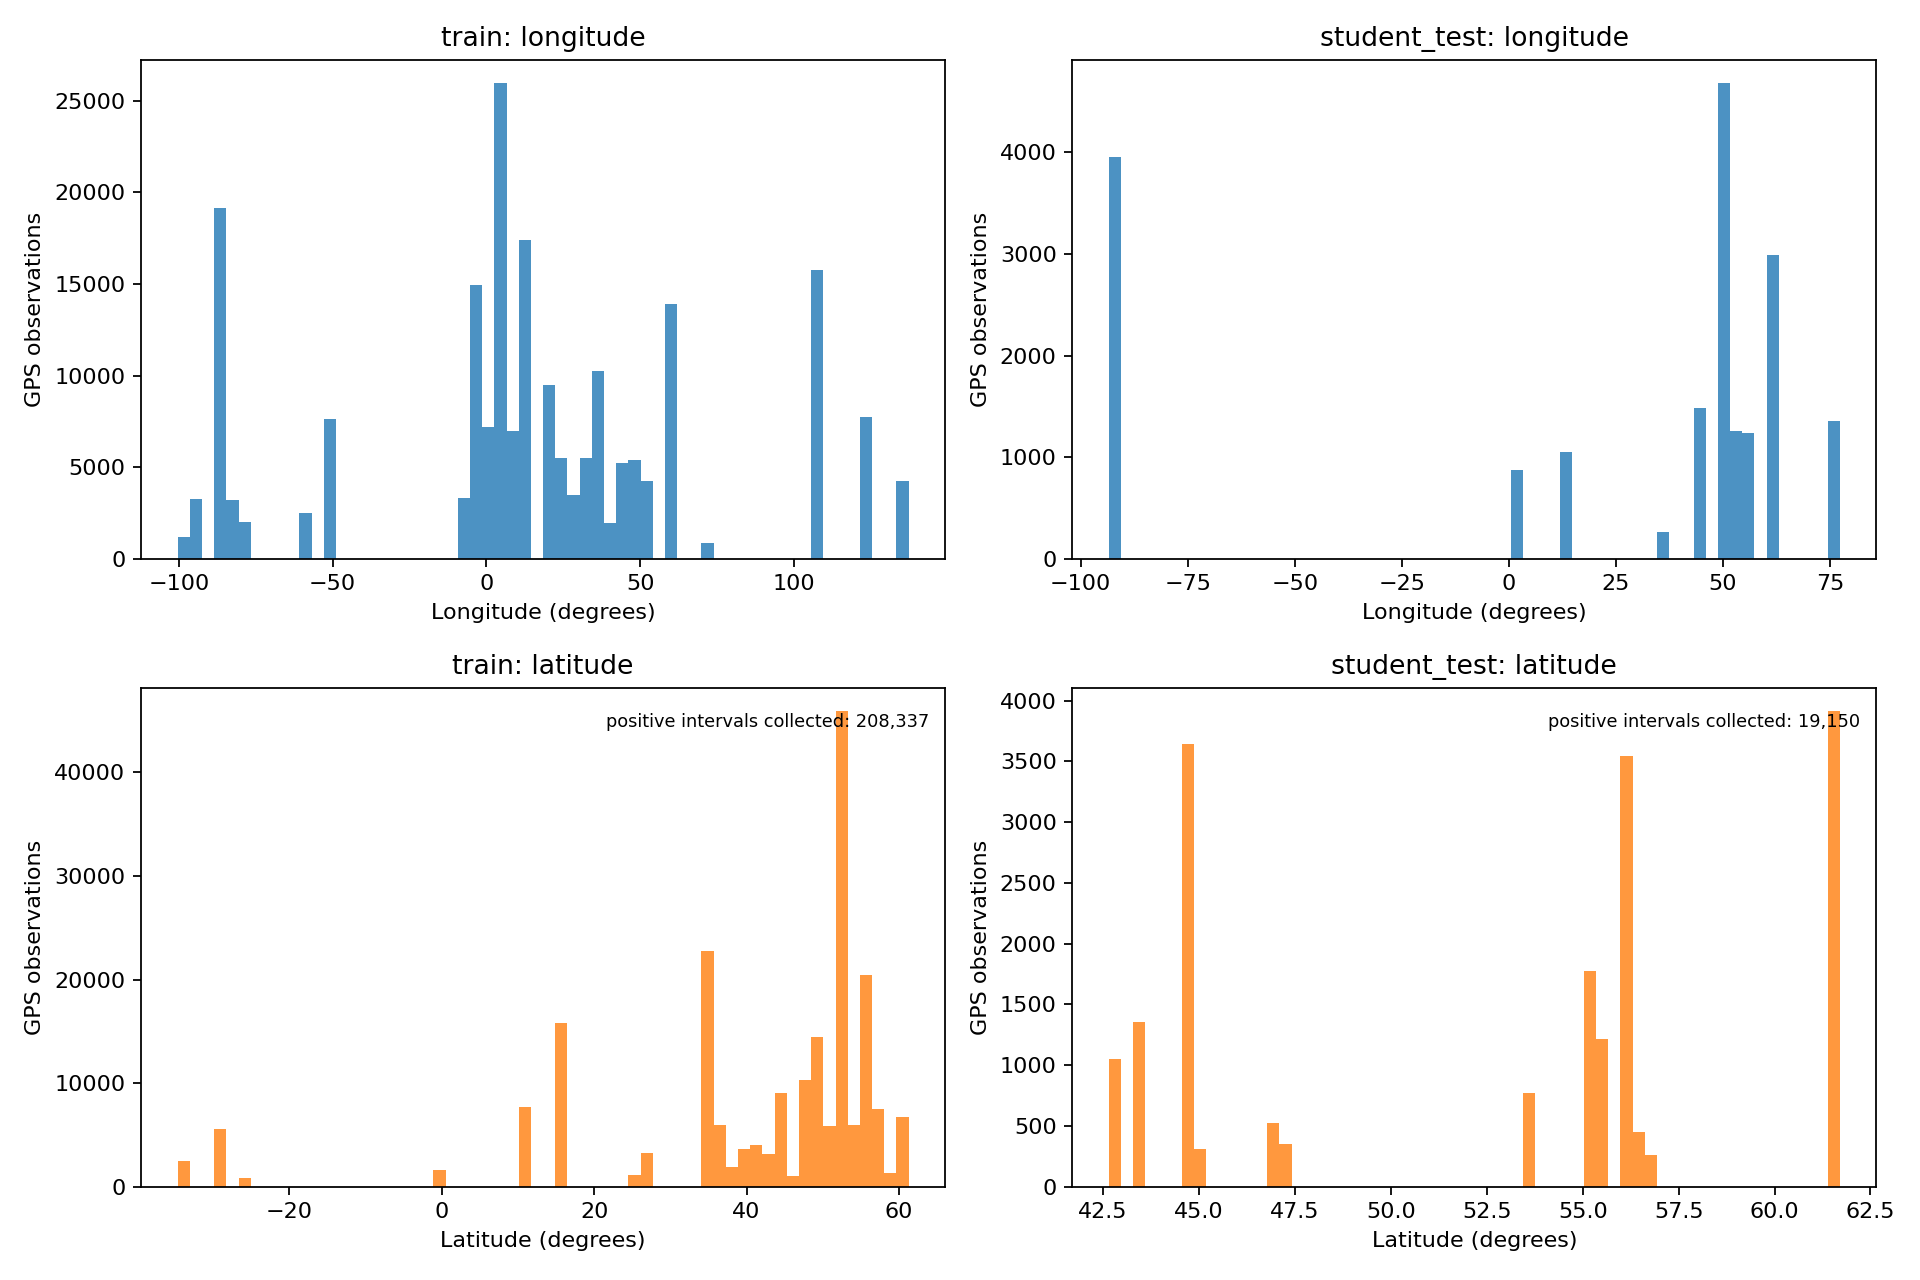 train: longitude
25000
20000
15000
10000
5000
0
GPS observations
−100 −50 0 50 100
Longitude (degrees)
student_test: longitude
4000
3000
2000
1000
0
GPS observations
−100 −75 −50 −25 0 25 50 75
Longitude (degrees)
train: latitude
positive intervals collected: 208,337
40000
30000
20000
10000
0
GPS observations
−20 0 20 40 60
Latitude (degrees)
student_test: latitude
positive intervals collected: 19,150
4000
3500
3000
2500
2000
1500
1000
500
0
GPS observations
42.5 45.0 47.5 50.0 52.5 55.0 57.5 60.0 62.5
Latitude (degrees)